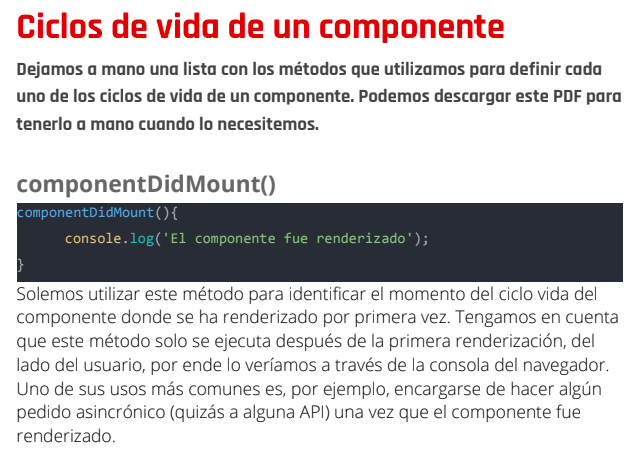 Ciclos de vida de un componente
Dejamos a mano una lista con los métodos que utilizamos para definir cada
uno de los ciclos de vida de un componente. Podemos descargar este PDF para
tenerlo a mano cuando lo necesitemos.
componentDidMount()
componentDidMount(){
console.log('El componente fue renderizado');
}
Solemos utilizar este método para identificar el momento del ciclo vida del
componente donde se ha renderizado por primera vez. Tengamos en cuenta
que este método solo se ejecuta después de la primera renderización, del
lado del usuario, por ende lo veríamos a través de la consola del navegador.
Uno de sus usos más comunes es, por ejemplo, encargarse de hacer algún
pedido asincrónico (quizás a alguna API) una vez que el componente fue
renderizado.